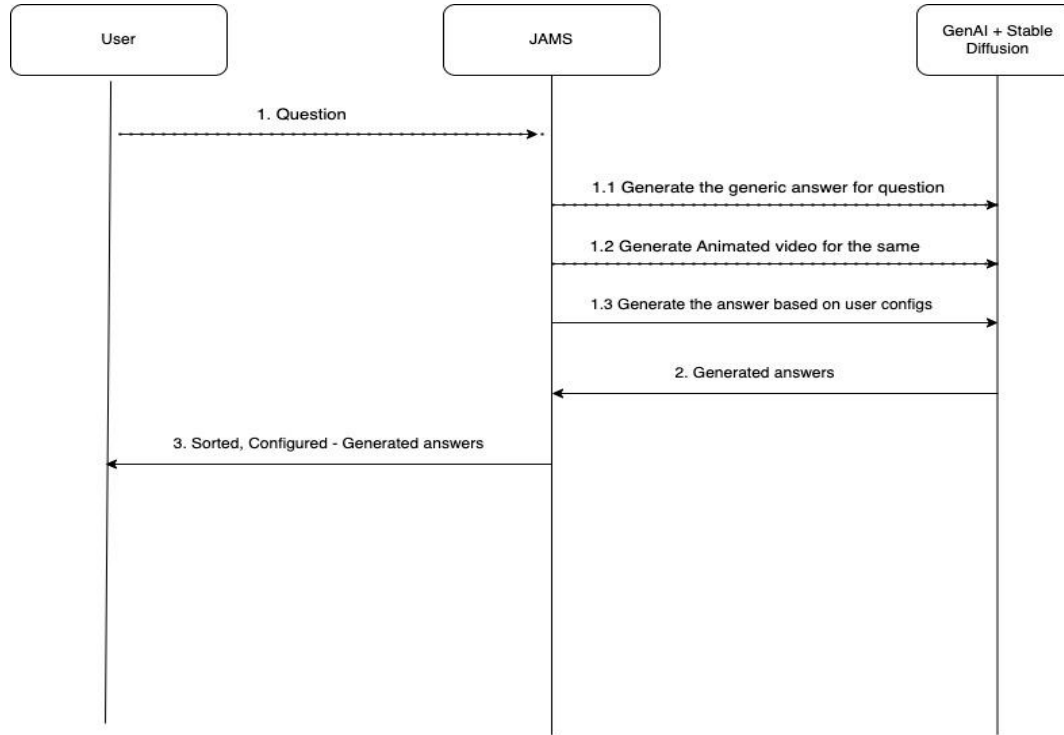 User
JAMS
GenAI + Stable
Diffusion
1. Question
1.1 Generate the generic answer for question
1.2 Generate Animated video for the same
1.3 Generate the answer based on user configs
2. Generated answers
3. Sorted, Configured - Generated answers